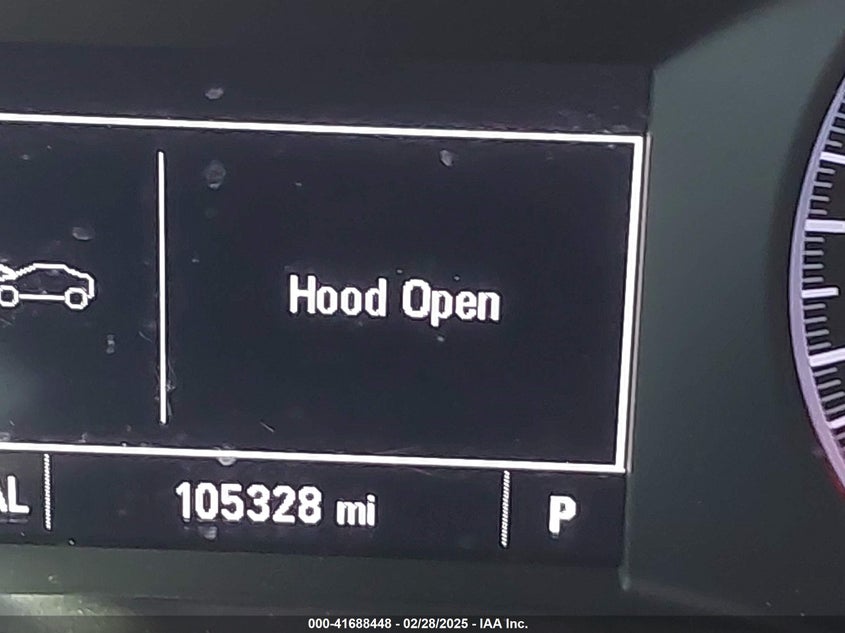 Hood Open
AL
105328 mi
P
000-41688448 - 02/28/2025 - IAA Inc.